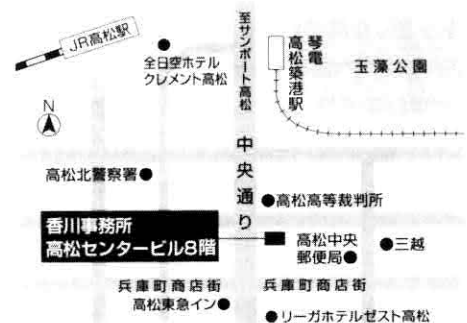 JR高松駅
全日空ホテル
クレメント高松
至サンポート高松
琴電
高松築港駅
玉藻公園
N
中央通り
高松北警察署
高松高等裁判所
香川事務所
高松センタービル8階
高松中央
郵便局
三越
兵庫町商店街
兵庫町商店街
高松東急イン
リーガホテルゼスト高松